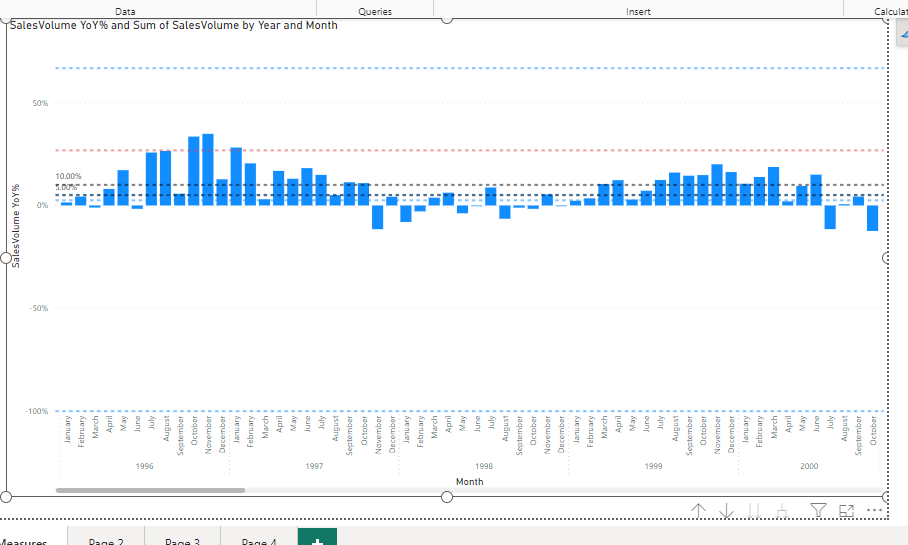 Data Queries Insert Calculat
SalesVolume YoY% and Sum of SalesVolume by Year and Month
50%
10.00%
5.00%
0%
-50%
-100%
SalesVolume YoY%
January February March April May June July August September October November December January February March April May June July August September October November December January February March April May June July August September October November December January February March April May June July August September October November December January February March April May June July August September October
1996 1997 1998 1999 2000
Month
Measures Page 2 Page 3 Page 4 +